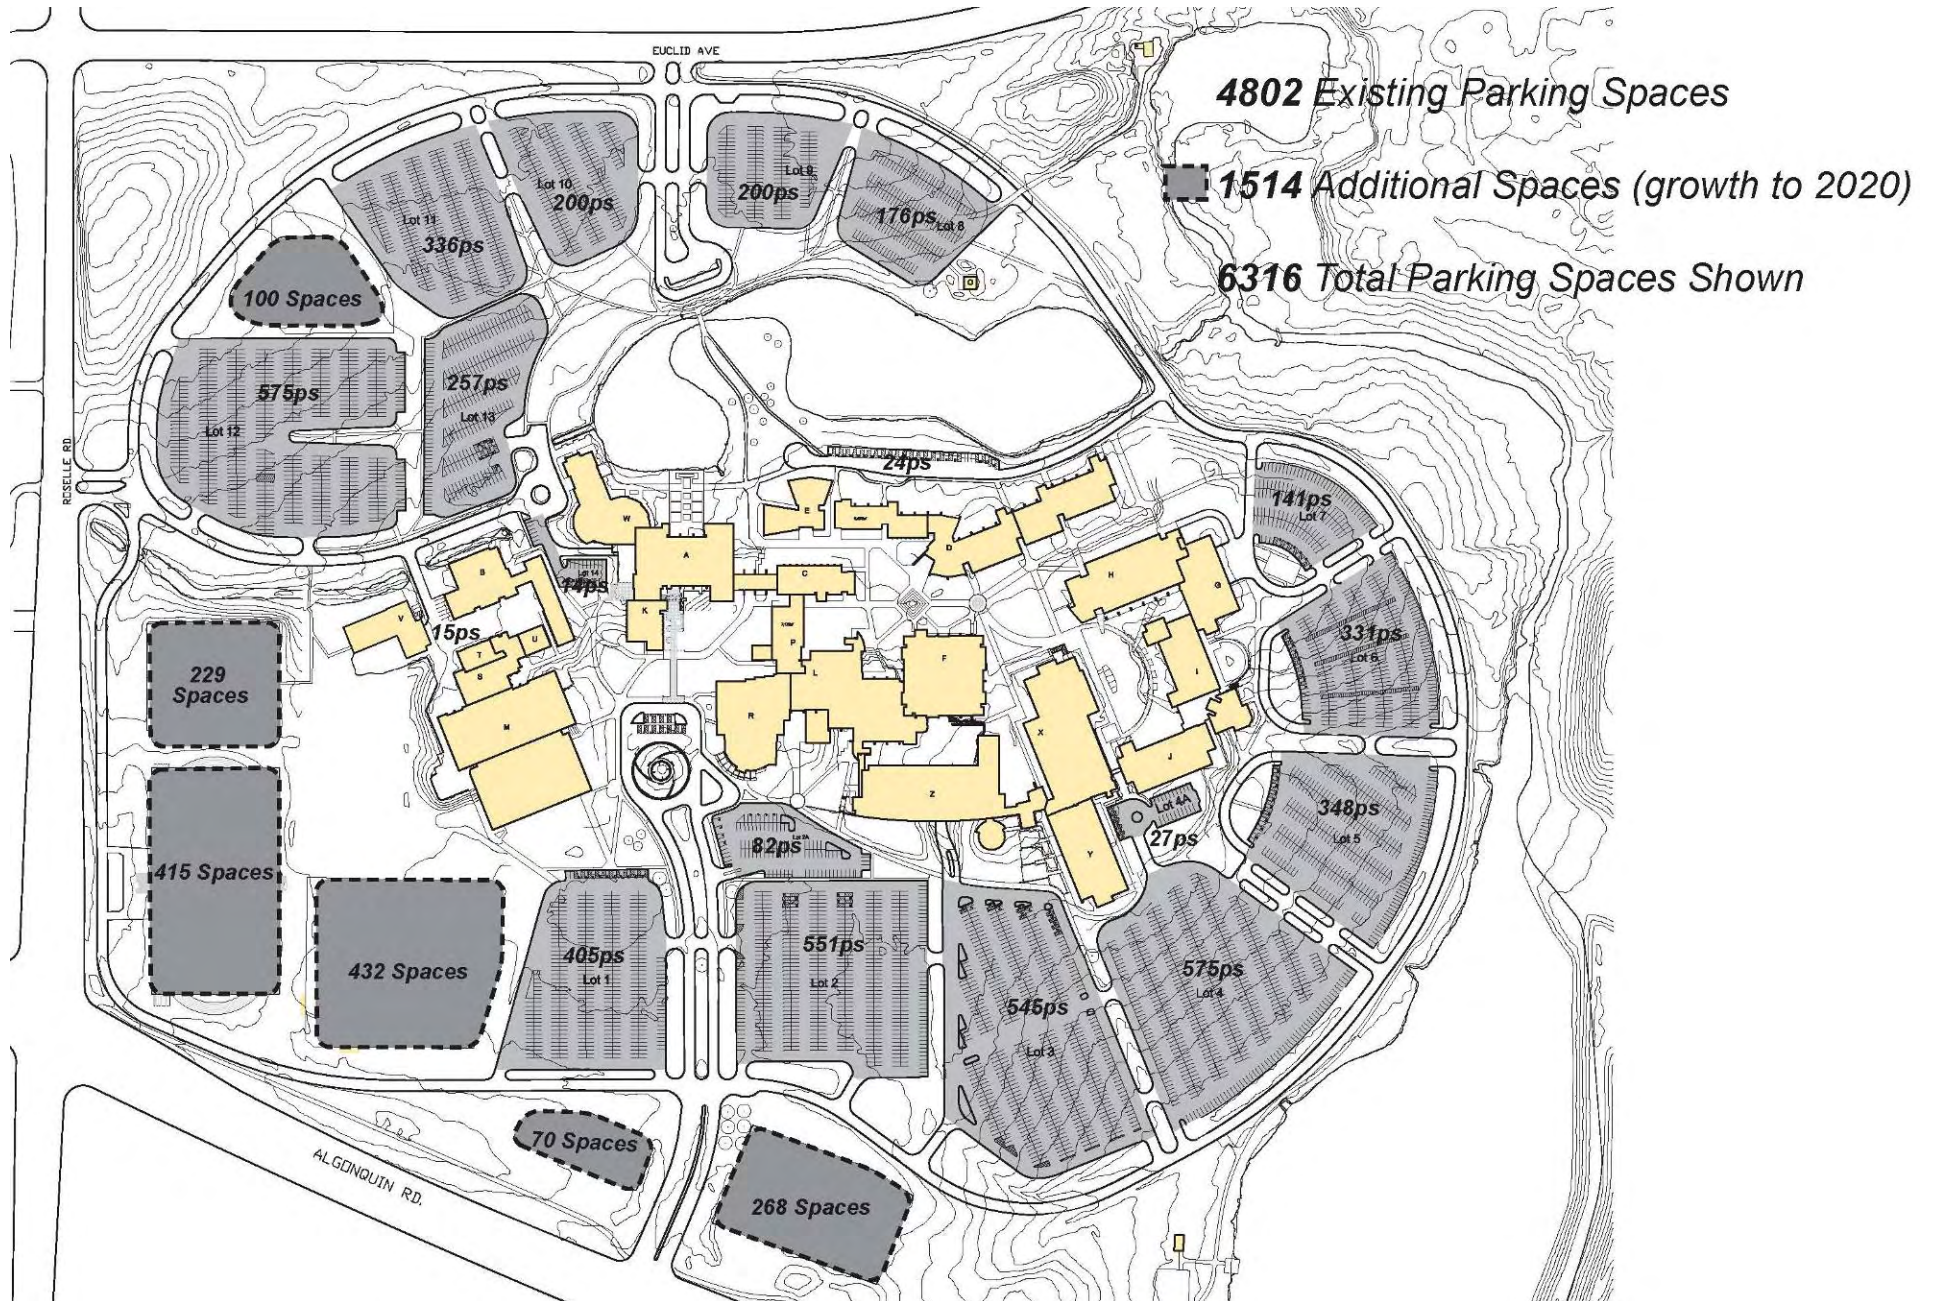 EUCLID AVE
4802 Existing Parking Spaces
1514 Additional Spaces (growth to 2020)
6316 Total Parking Spaces Shown
Lot 11
336ps
Lot 10
200ps
Lot 9
200ps
176ps
Lot 8
100 Spaces
575ps
Lot 12
257ps
Lot 13
ROSELLE RD.
24ps
141ps
Lot 7
W
E
D
A
C
H
G
B
Lot 14
14ps
K
V
15ps
U
T
S
P
L
F
I
331ps
Lot 6
229
Spaces
M
R
X
J
Z
Y
348ps
Lot 5
Lot 4A
27ps
82ps
415 Spaces
432 Spaces
405ps
Lot 1
551ps
Lot 2
545ps
Lot 3
575ps
Lot 4
70 Spaces
268 Spaces
ALGONQUIN RD.